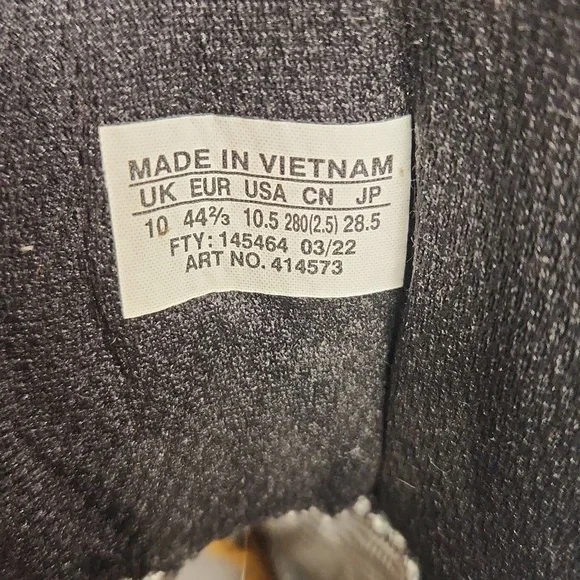 MADE IN VIETNAM
UK EUR USA CN JP
10 44⅔ 10.5 280(2.5) 28.5
FTY: 145464 03/22
ART NO. 414573